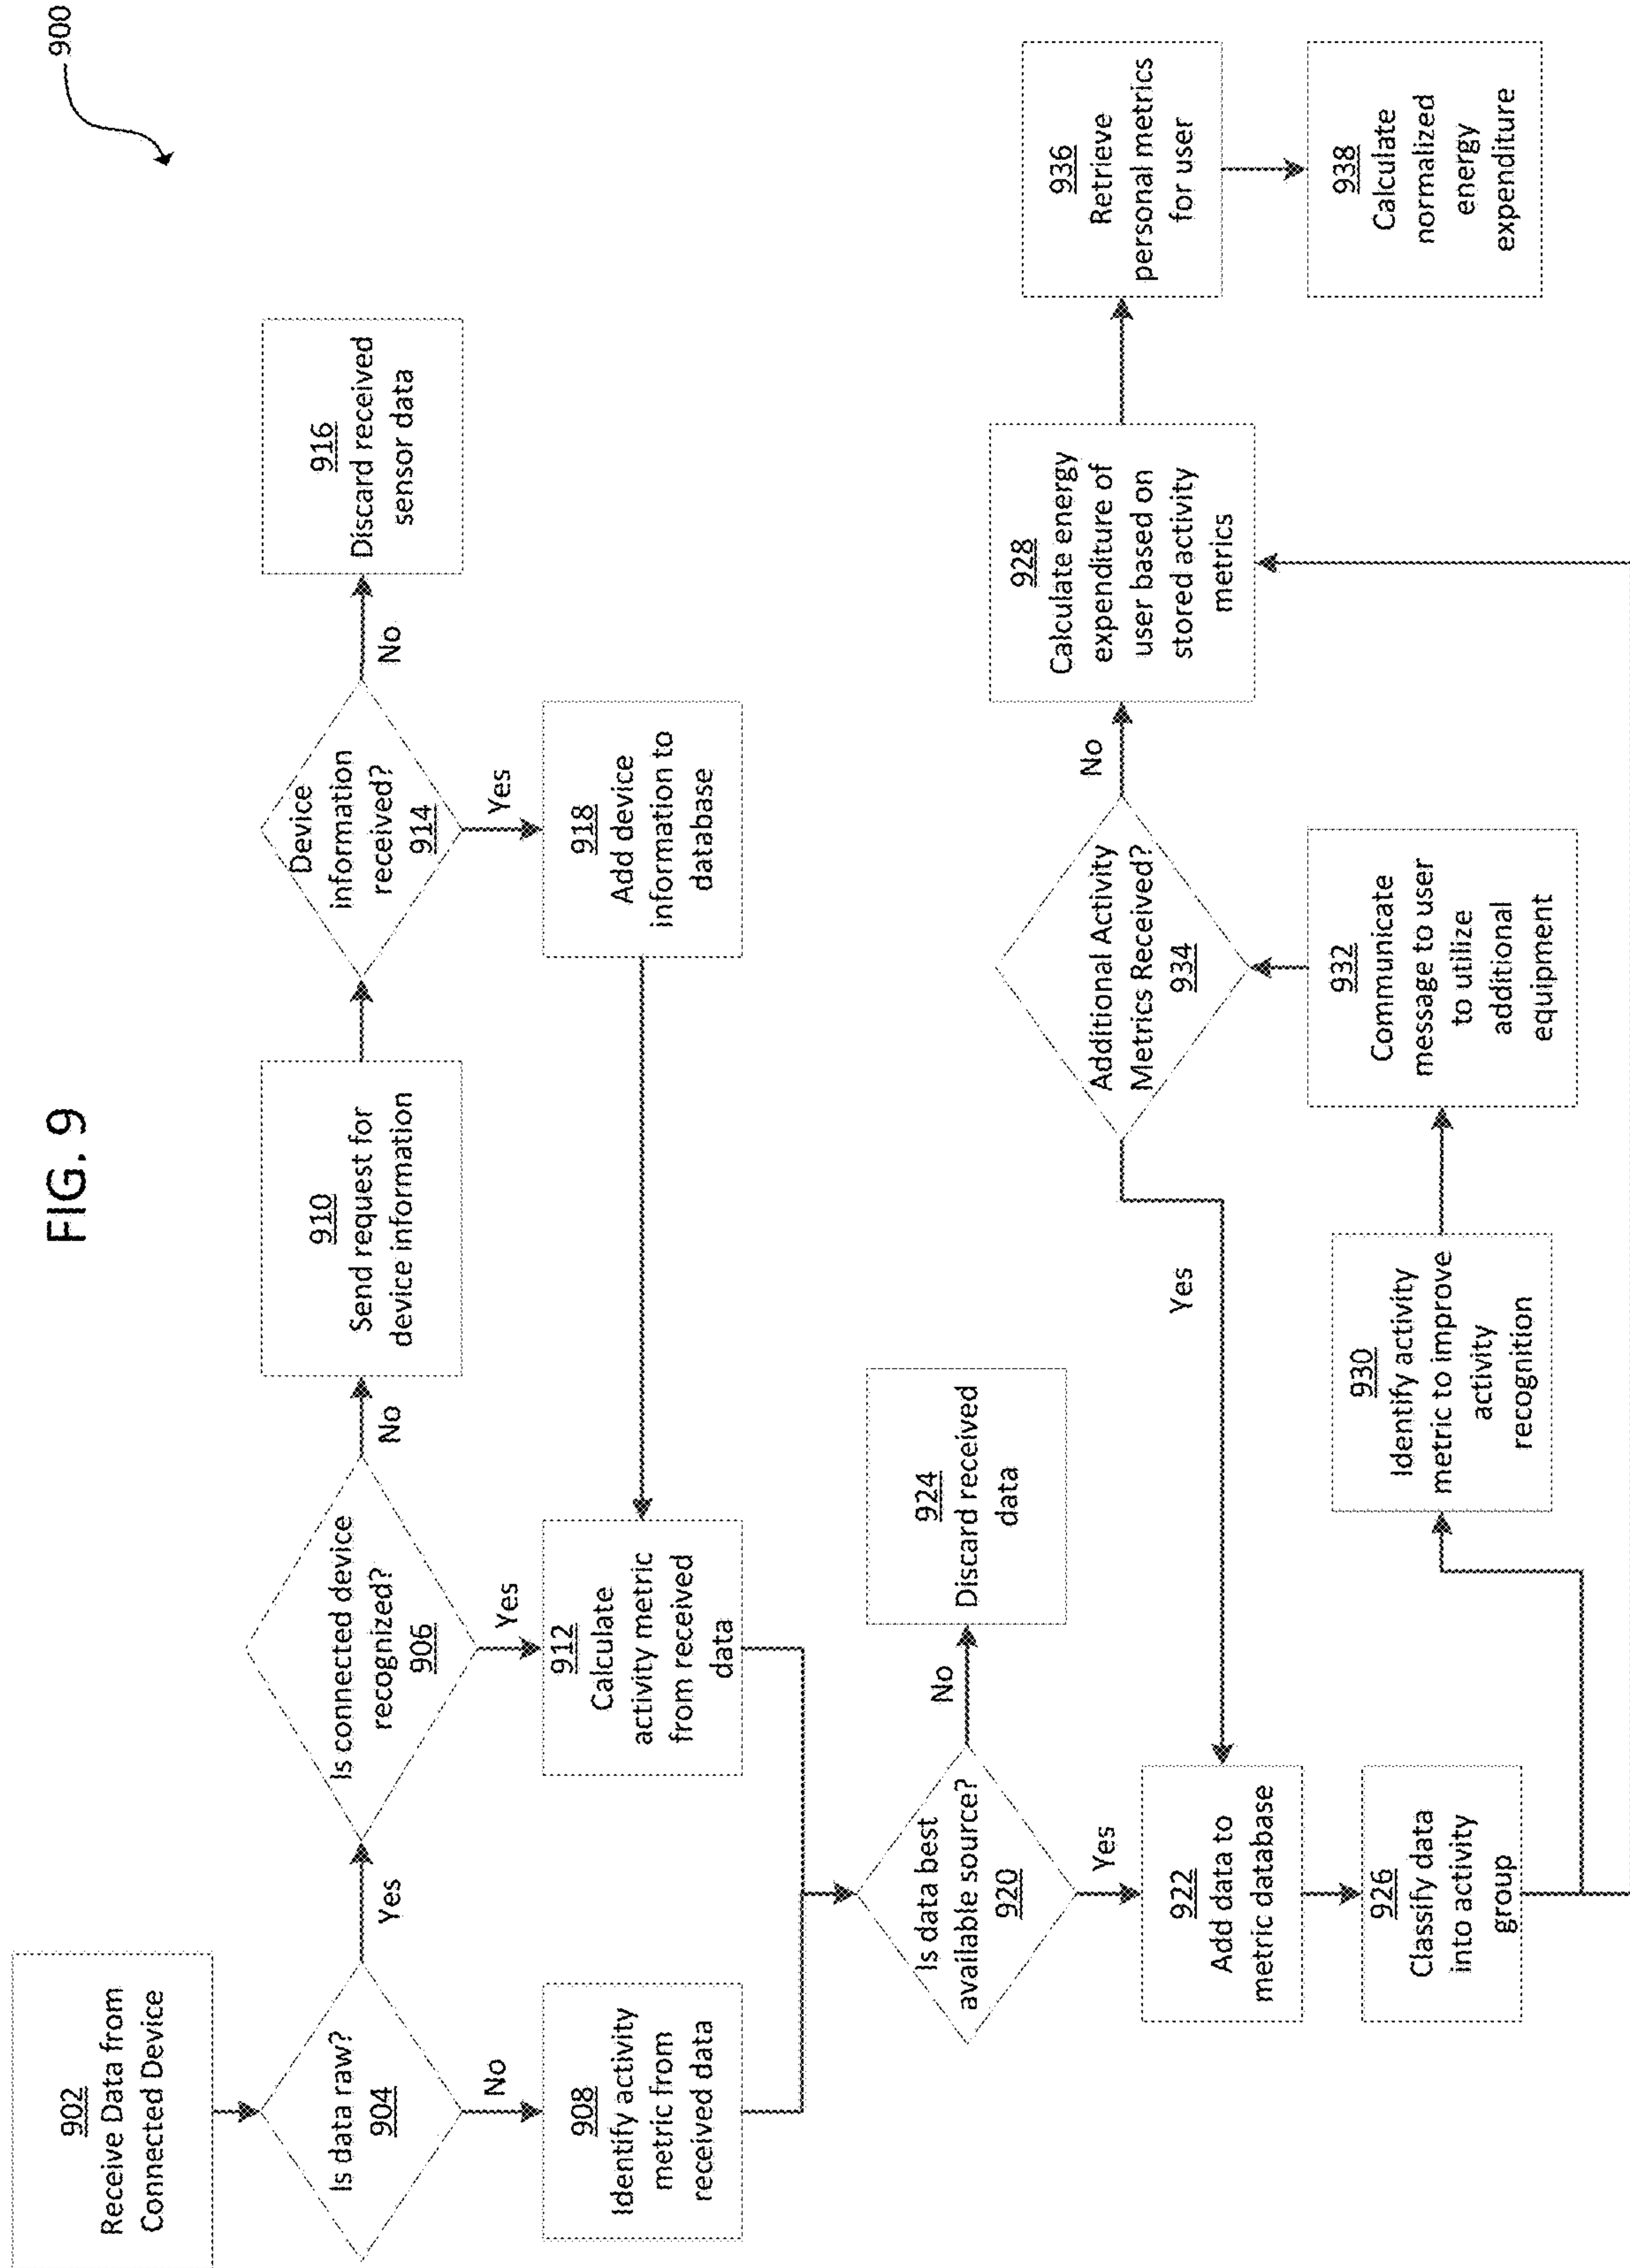 FIG. 9
900
902
Receive Data from
Connected Device
Is data raw?
904
Yes
No
Is connected device
recognized?
906
No
Yes
910
Send request for
device information
Device
information
received?
914
No
Yes
916
Discard received
sensor data
908
Identify activity
metric from
received data
912
Calculate
activity metric
from received
data
918
Add device
information to
database
Is data best
available source?
920
No
Yes
924
Discard received
data
922
Add data to
metric database
926
Classify data
into activity
group
Yes
930
Identify activity
metric to improve
activity
recognition
932
Communicate
message to user
to utilize
additional
equipment
Additional Activity
Metrics Received?
934
No
928
Calculate energy
expenditure of
user based on
stored activity
metrics
936
Retrieve
personal metrics
for user
938
Calculate
normalized
energy
expenditure